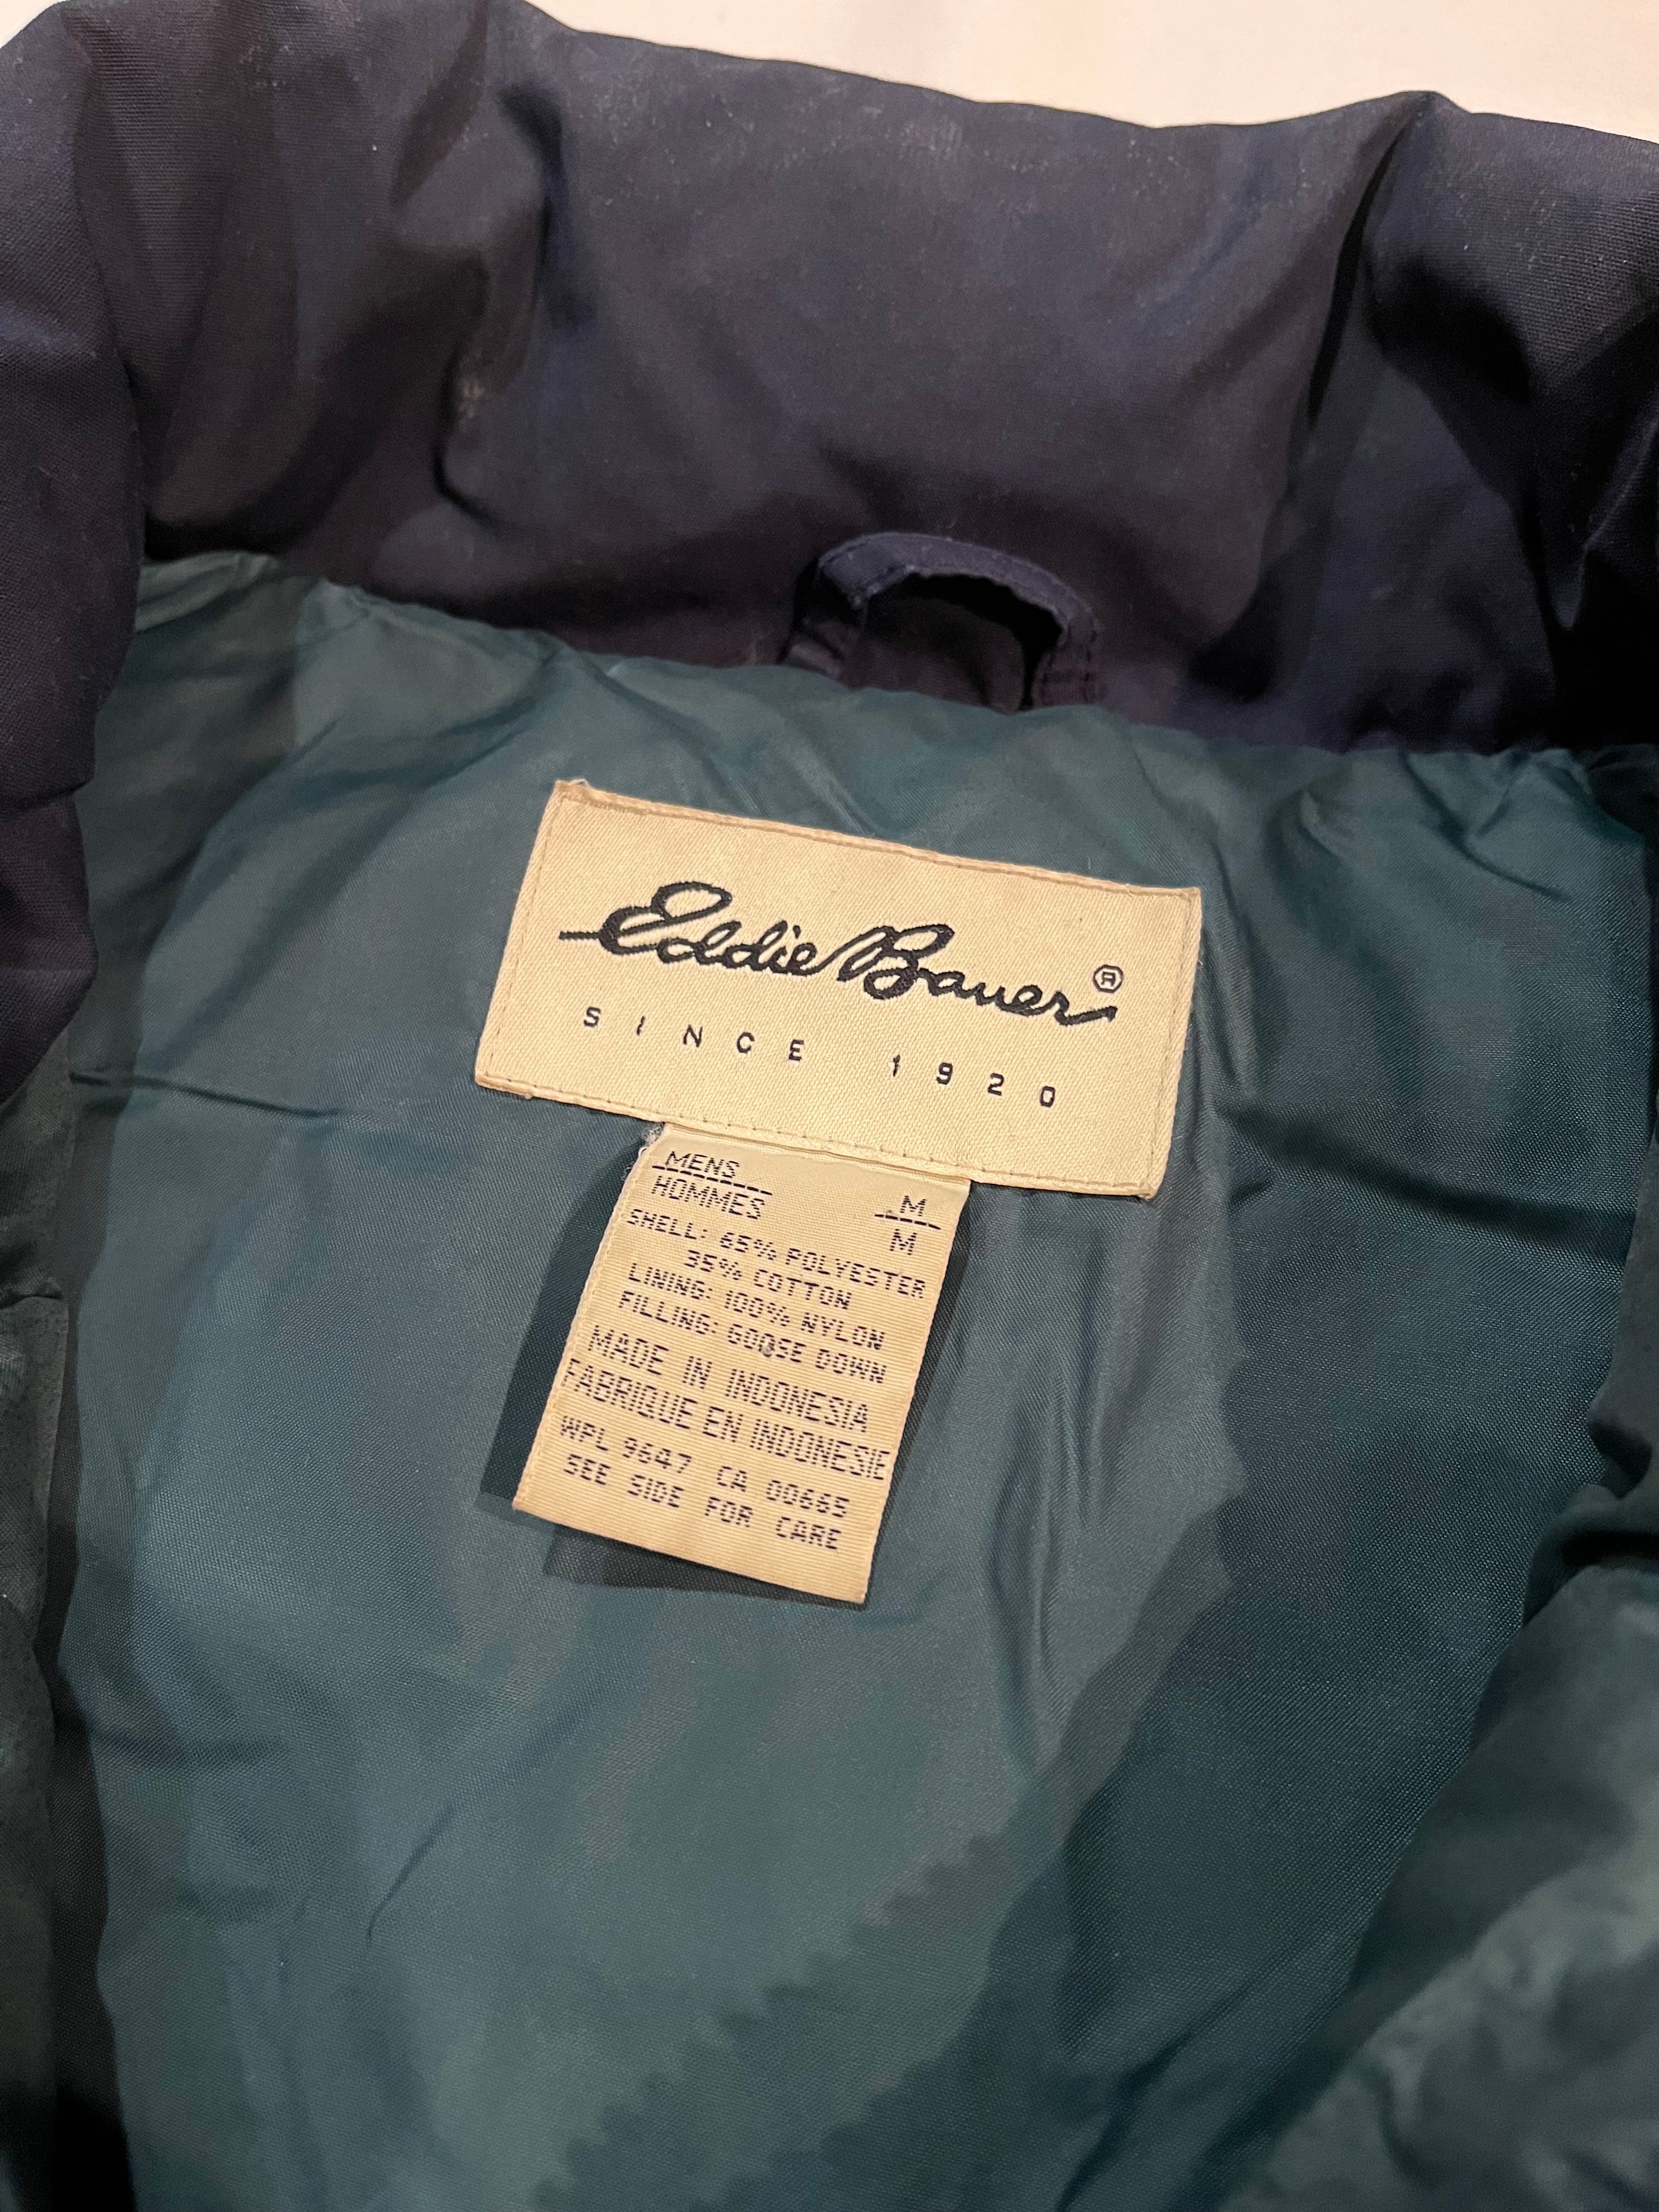 Eddie Bauer®
SINCE 1920
MENS
HOMMES
M
M
SHELL: 65% POLYESTER
35% COTTON
LINING: 100% NYLON
FILLING: GOOSE DOWN
MADE IN INDONESIA
FABRIQUE EN INDONESIE
WPL 9647 CA 00665
SEE SIDE FOR CARE